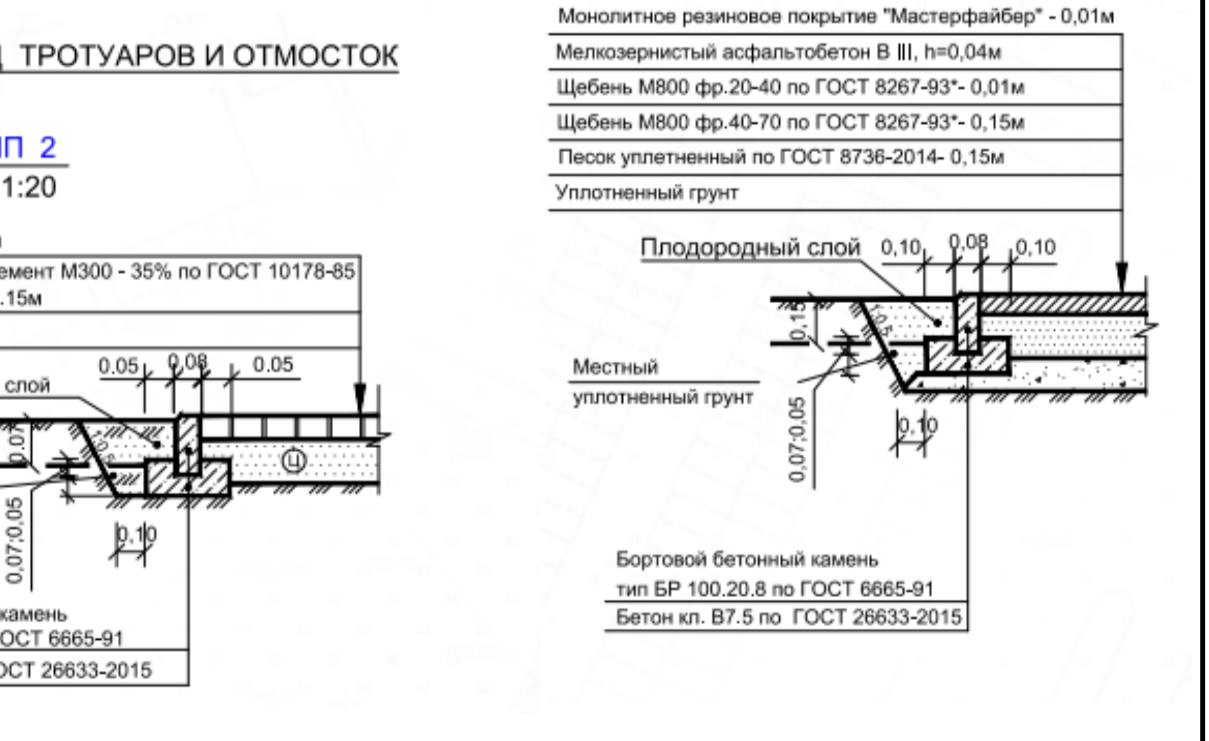 ТРОТУАРОВ И ОТМОСТОК
2
1:20
емент М300 - 35% по ГОСТ 10178-85
.15м
0.05 0,08 0.05
слой
0.07
1:0,5
Ц
0,07:0,05
0,10
камень
ОСТ 6665-91
ОСТ 26633-2015
Монолитное резиновое покрытие "Мастерфайбер" - 0,01м
Мелкозернистый асфальтобетон В III, h=0,04м
Щебень М800 фр.20-40 по ГОСТ 8267-93*- 0,01м
Щебень М800 фр.40-70 по ГОСТ 8267-93*- 0,15м
Песок уплетненный по ГОСТ 8736-2014- 0,15м
Уплотненный грунт
Плодородный слой 0,10 0,08 0,10
0,15
1:0,5
Местный
уплотненный грунт
0,07:0,05
0,10
Бортовой бетонный камень
тип БР 100.20.8 по ГОСТ 6665-91
Бетон кл. В7.5 по ГОСТ 26633-2015